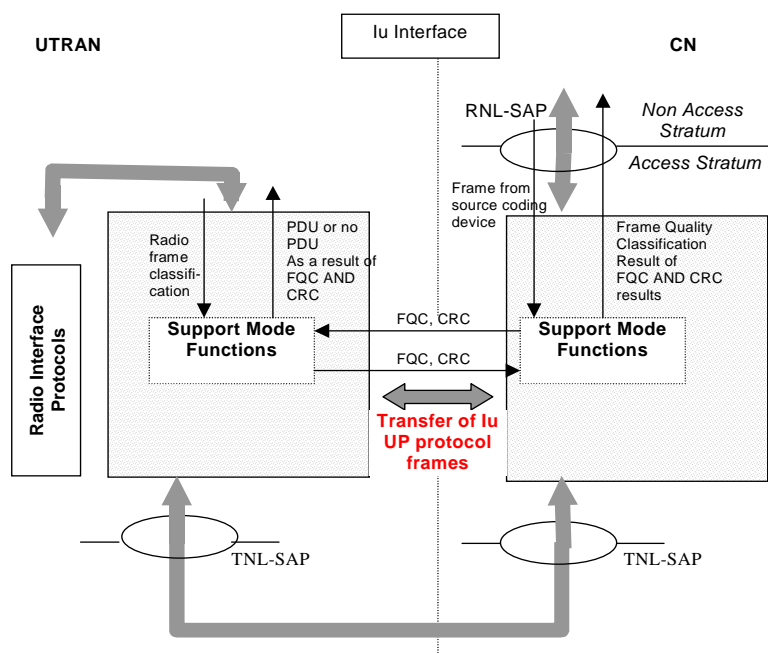 Iu Interface
UTRAN
CN
RNL-SAP
Non Access
Stratum
Access Stratum
Frame from
source coding
device
Radio
frame
classifi-
cation
PDU or no
PDU
As a result of
FQC AND
CRC
Frame Quality
Classification
Result of
FQC AND CRC
results
Radio Interface
Protocols
Support Mode
Functions
FQC, CRC
FQC, CRC
Support Mode
Functions
Transfer of Iu
UP protocol
frames
TNL-SAP
TNL-SAP